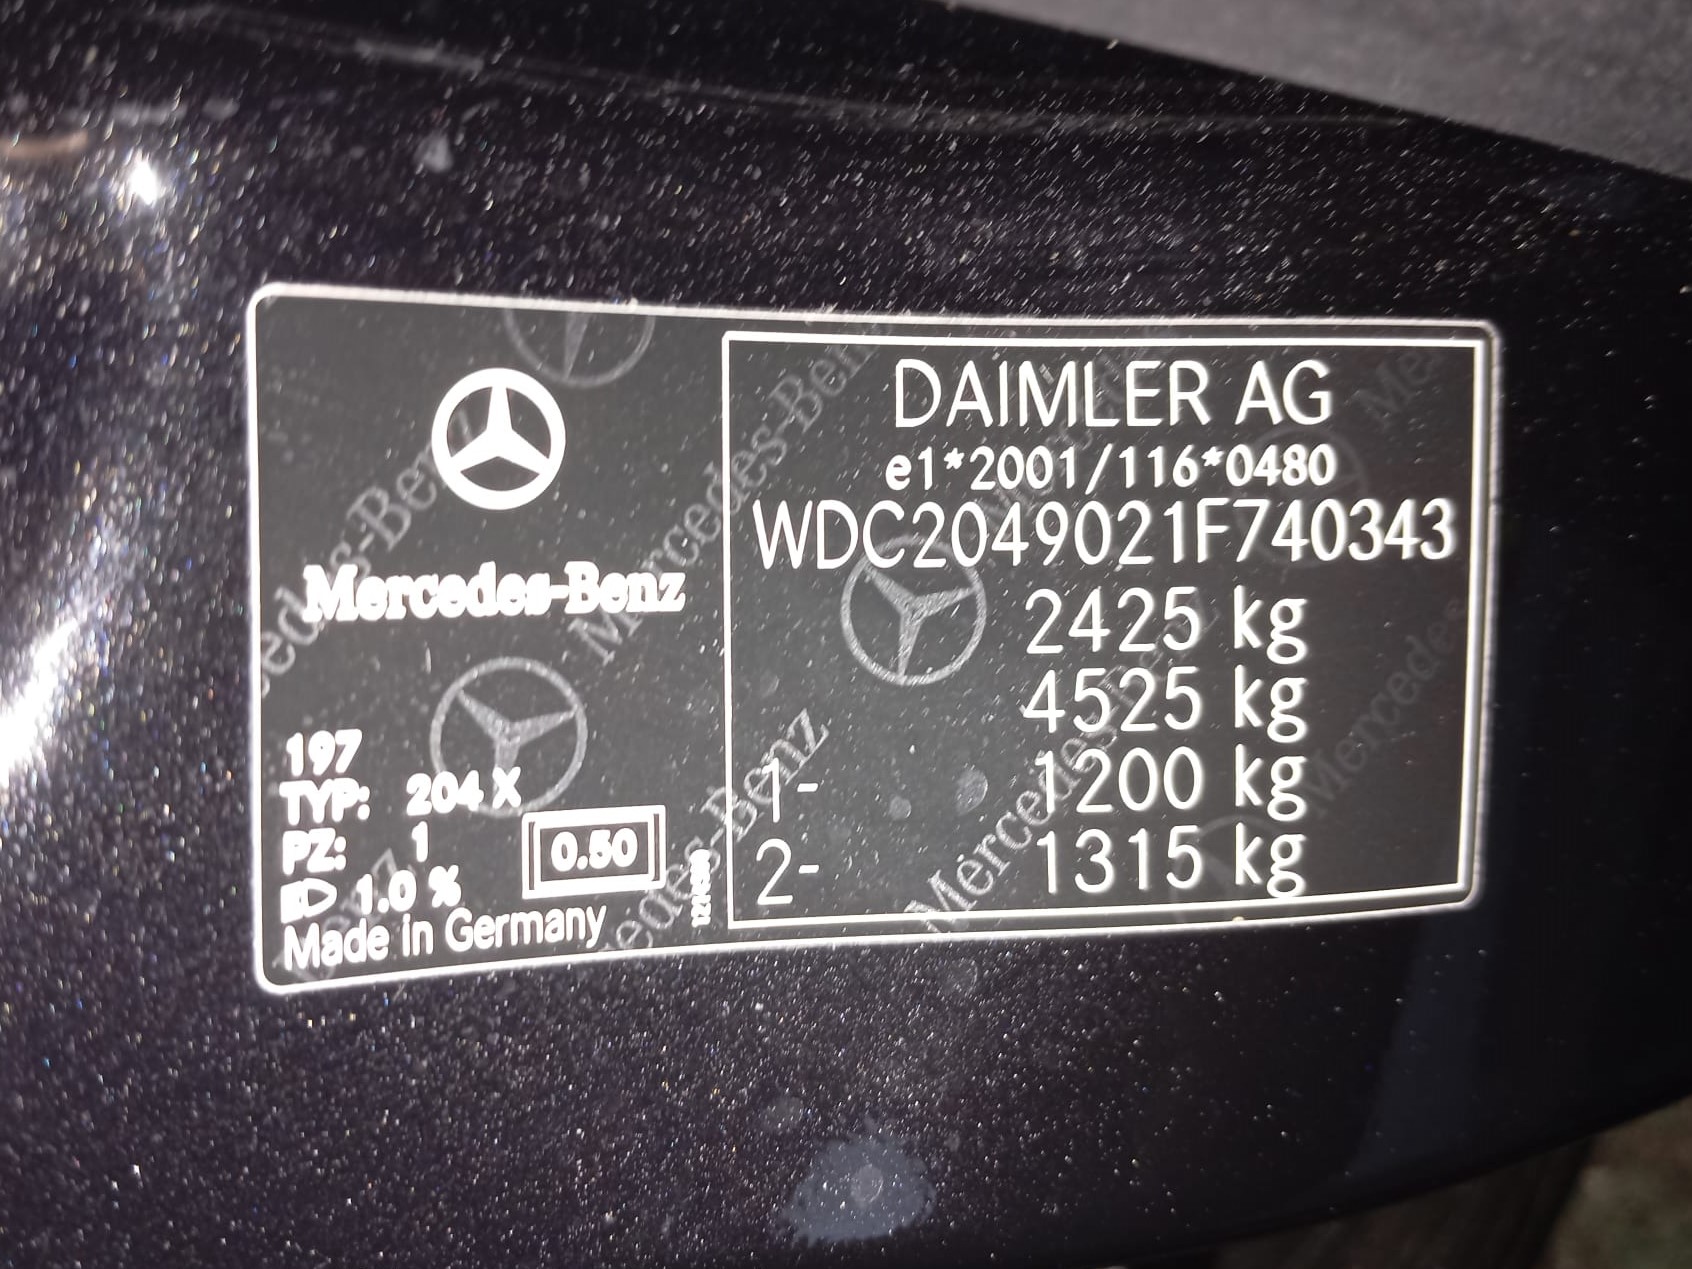 Mercedes-Benz
197
TYP: 204 X
PZ: 1
1.0 %
0.50
Made in Germany
DAIMLER AG
e1*2001/116*0480
WDC2049021F740343
2425 kg
4525 kg
1- 1200 kg
2- 1315 kg